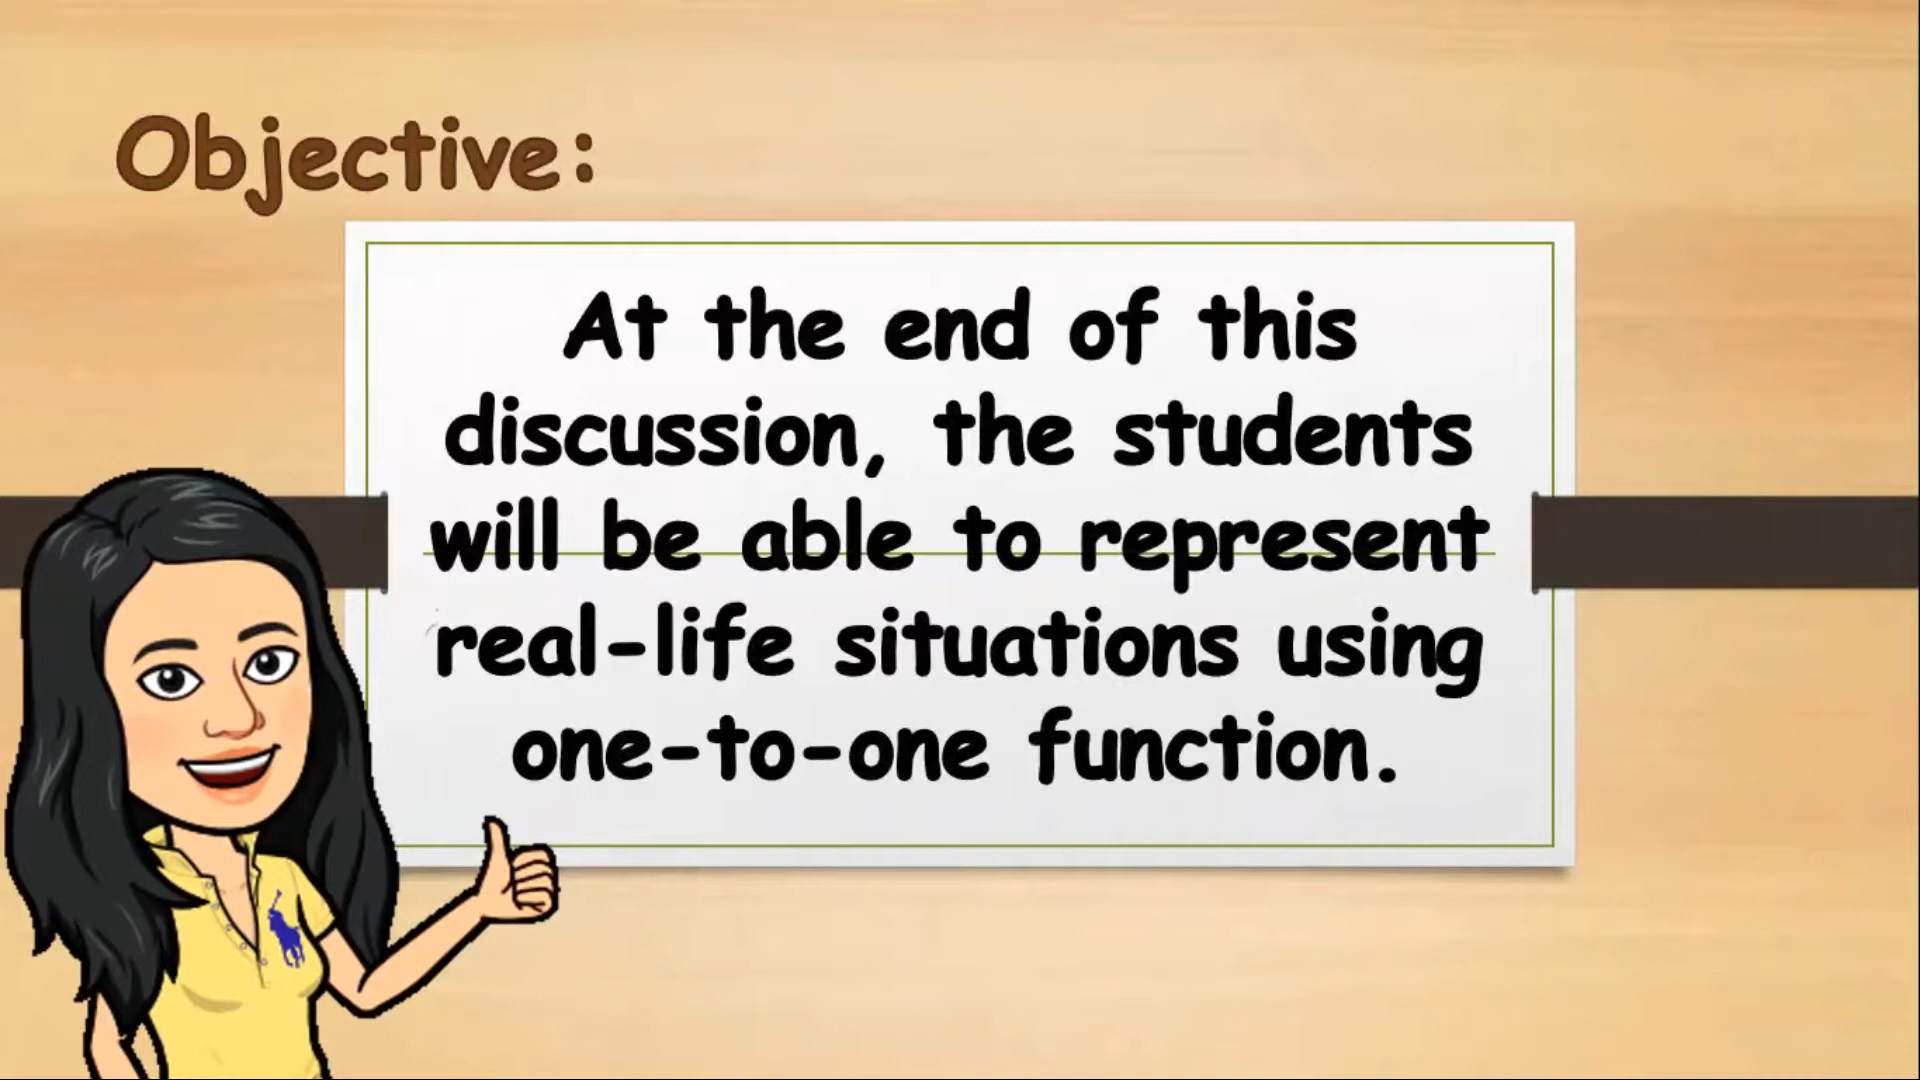 Objective:
At the end of this
discussion, the students
will be able to represent
real-life situations using
one-to-one function.